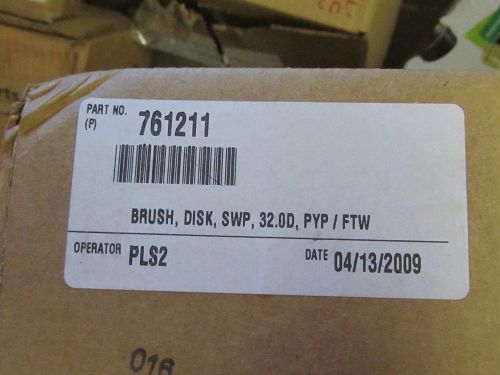 PART NO. 761211
(P)
BRUSH, DISK, SWP, 32.0D, PYP / FTW
OPERATOR PLS2 DATE 04/13/2009
016